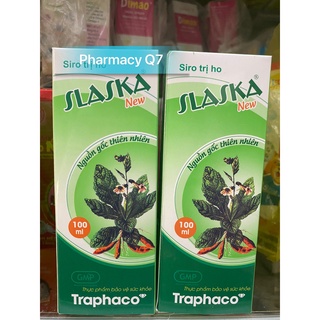 Dimao
Pharmacy Q7
Siro trị ho
SLASKA®
New
Nguồn gốc thiên nhiên
100
ml
GMP
Thực phẩm bảo vệ sức khỏe
Traphaco
Siro trị ho
SLASKA®
New
Nguồn gốc thiên nhiên
100
ml
GMP
Thực phẩm bảo vệ sức khỏe
Traphaco